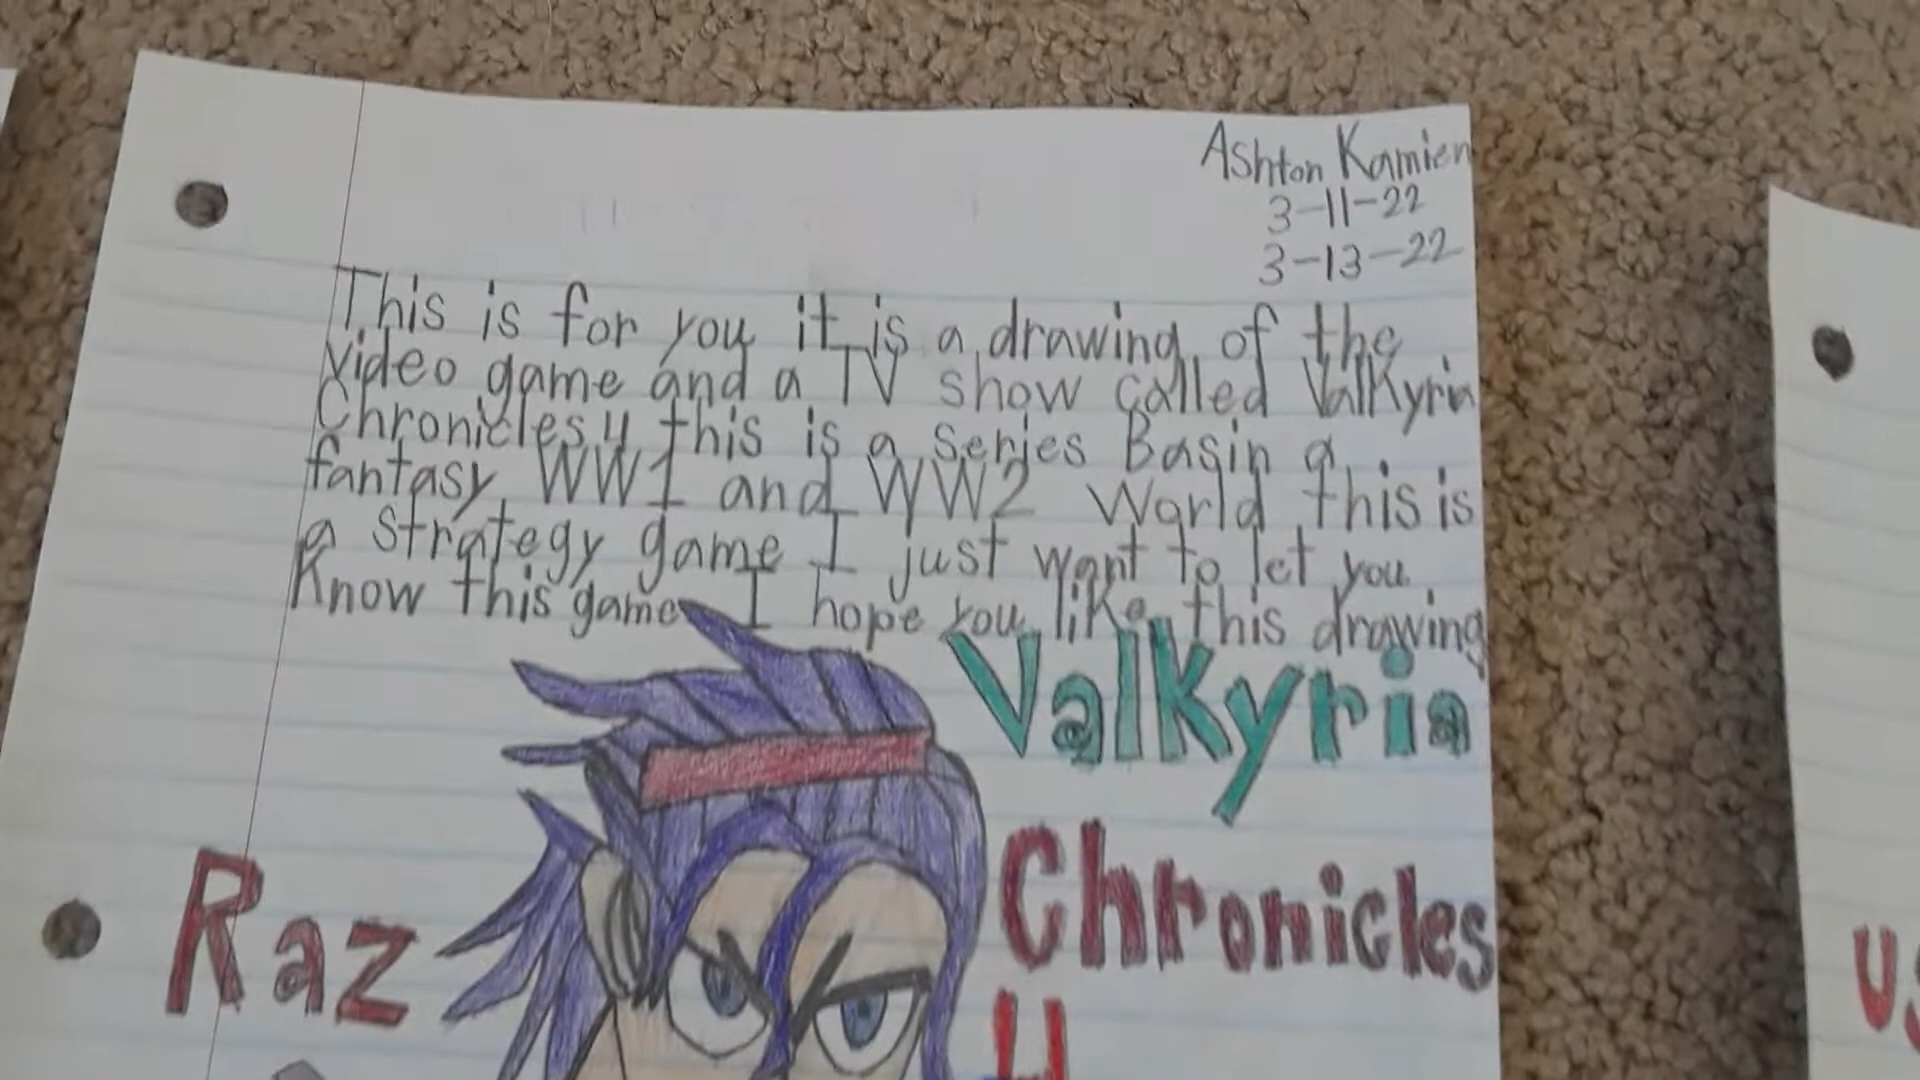 Ashton Kamien
3-11-22
3-13-22
This is for you it is a drawing of the
video game and a TV show called Valkyria
Chronicles 4 this is a series Basin a
fantasy WW1 and WW2 World this is
a strategy game I just want to let you
Know this game I hope you like this drawing
Valkyria
Chronicles
4
Raz
us